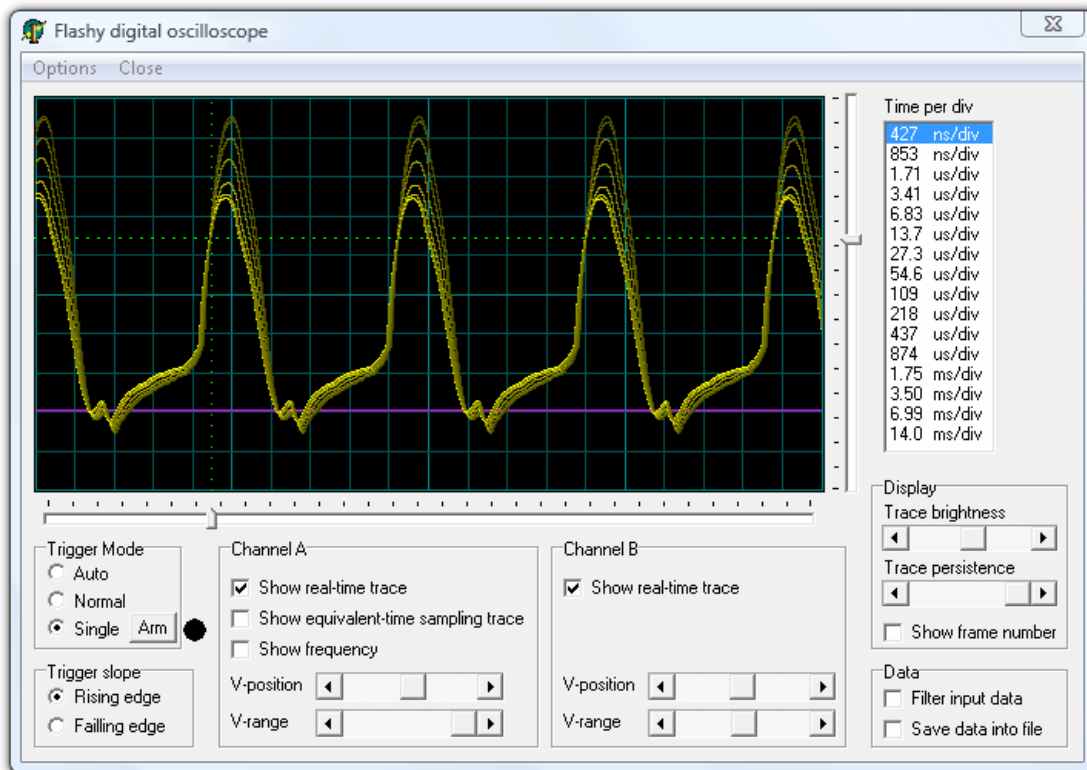 Flashy digital oscilloscope
Options Close
Time per div
427 ns/div
853 ns/div
1.71 us/div
3.41 us/div
6.83 us/div
13.7 us/div
27.3 us/div
54.6 us/div
109 us/div
218 us/div
437 us/div
874 us/div
1.75 ms/div
3.50 ms/div
6.99 ms/div
14.0 ms/div
Display
Trace brightness
Trace persistence
Show frame number
Trigger Mode
Auto
Normal
Single Arm
Trigger slope
Rising edge
Failling edge
Channel A
Show real-time trace
Show equivalent-time sampling trace
Show frequency
V-position
V-range
Channel B
Show real-time trace
V-position
V-range
Data
Filter input data
Save data into file